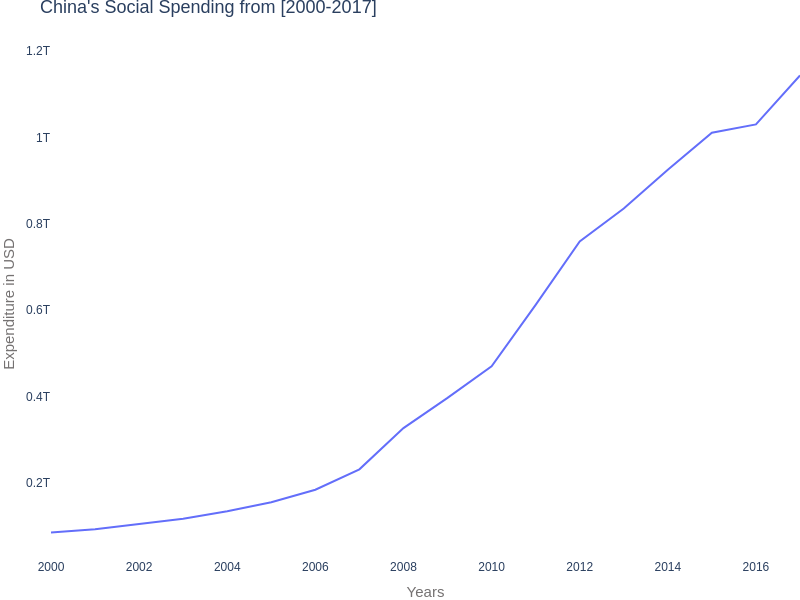 China's Social Spending from [2000-2017]
1.2T
1T
0.8T
0.6T
0.4T
0.2T
Expenditure in USD
2000 2002 2004 2006 2008 2010 2012 2014 2016
Years